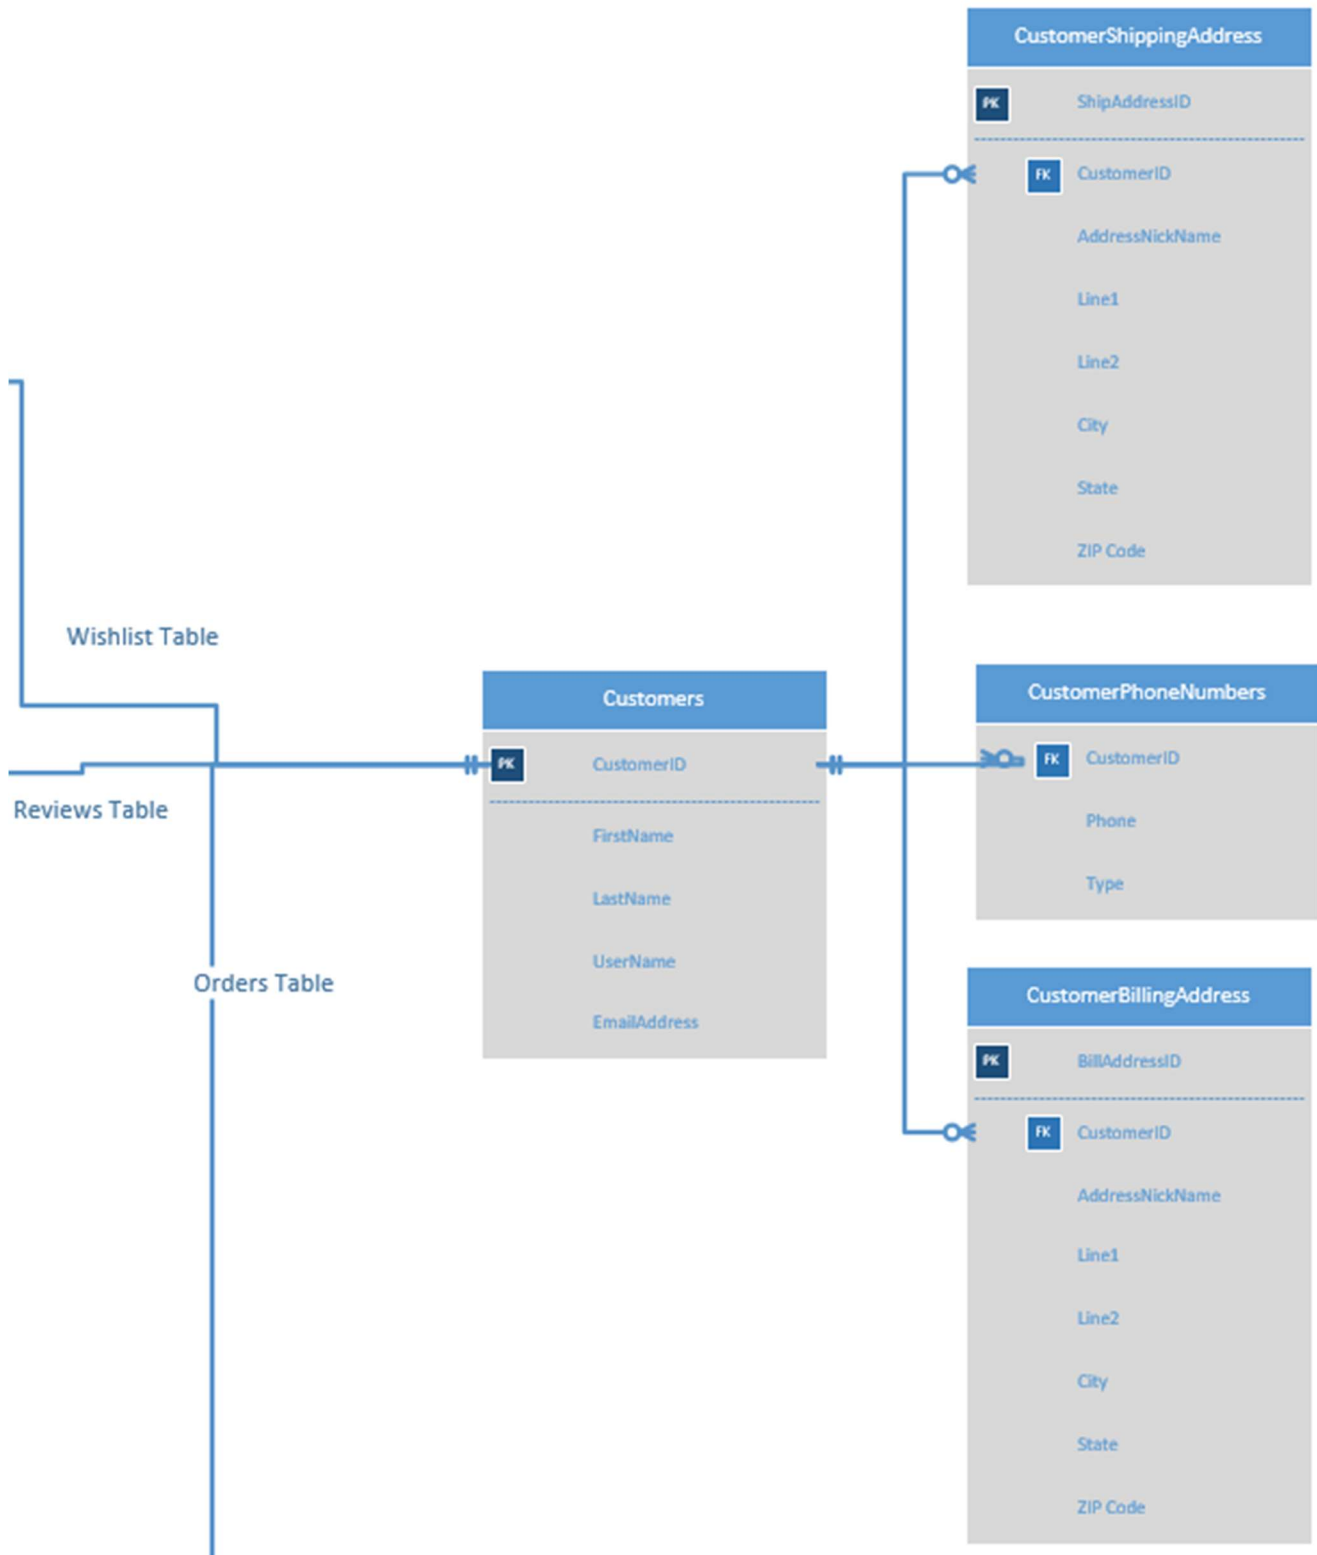 CustomerShippingAddress
PK ShipAddressID
FK CustomerID
AddressNickName
Line1
Line2
City
State
ZIP Code
Wishlist Table
Reviews Table
Orders Table
Customers
PK CustomerID
FirstName
LastName
UserName
EmailAddress
CustomerPhoneNumbers
FK CustomerID
Phone
Type
CustomerBillingAddress
PK BillAddressID
FK CustomerID
AddressNickName
Line1
Line2
City
State
ZIP Code